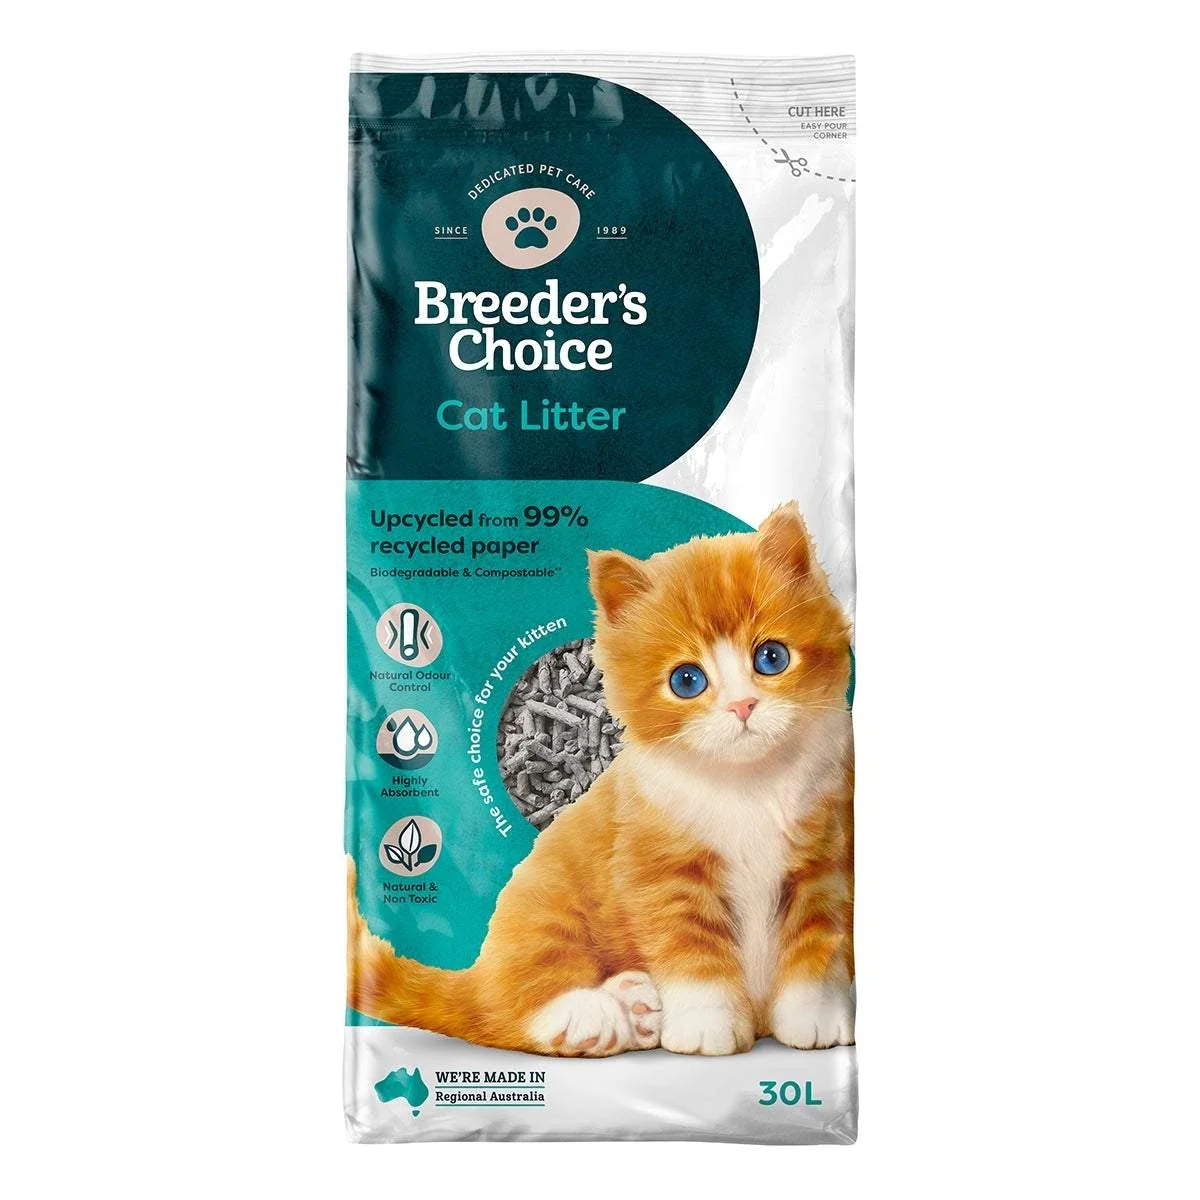 CUT HERE
EASY POUR
CORNER
DEDICATED PET CARE
SINCE 1989
Breeder's
Choice
Cat Litter
Upcycled from 99%
recycled paper
Biodegradable & Compostable
The safe choice for your kitten
Natural Odour
Control
Highly
Absorbent
Natural &
Non Toxic
WE'RE MADE IN
Regional Australia
30L